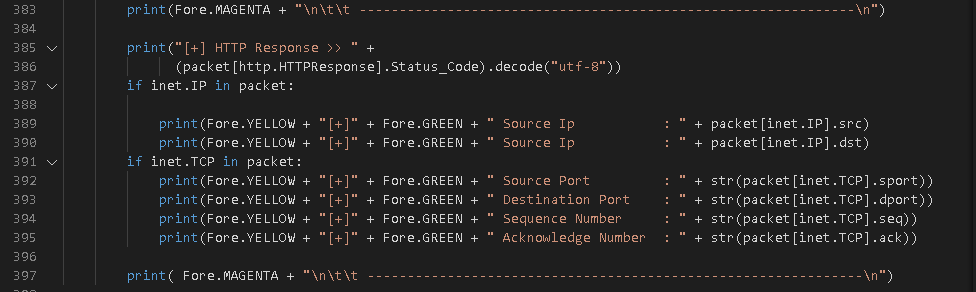 383 print(Fore.MAGENTA + "\n\t\t --------------------------------------------------------------\n")
384
385 print("[+] HTTP Response >> " +
386 (packet[http.HTTPResponse].Status_Code).decode("utf-8"))
387 if inet.IP in packet:
388
389 print(Fore.YELLOW + "[+]" + Fore.GREEN + " Source Ip          : " + packet[inet.IP].src)
390 print(Fore.YELLOW + "[+]" + Fore.GREEN + " Source Ip          : " + packet[inet.IP].dst)
391 if inet.TCP in packet:
392 print(Fore.YELLOW + "[+]" + Fore.GREEN + " Source Port        : " + str(packet[inet.TCP].sport))
393 print(Fore.YELLOW + "[+]" + Fore.GREEN + " Destination Port   : " + str(packet[inet.TCP].dport))
394 print(Fore.YELLOW + "[+]" + Fore.GREEN + " Sequence Number    : " + str(packet[inet.TCP].seq))
395 print(Fore.YELLOW + "[+]" + Fore.GREEN + " Acknowledge Number : " + str(packet[inet.TCP].ack))
396
397 print( Fore.MAGENTA + "\n\t\t --------------------------------------------------------------\n")